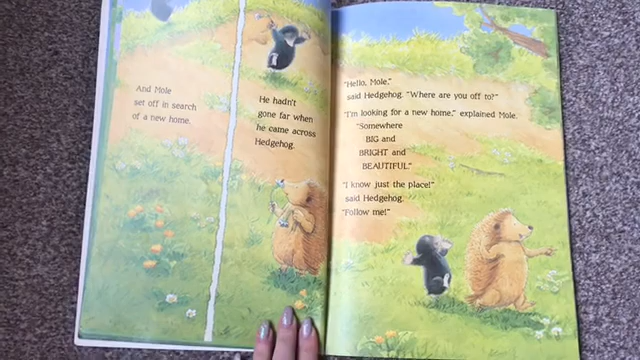 And Mole
set off in search
of a new home.
He hadn't
gone far when
he came across
Hedgehog.
"Hello, Mole,"
said Hedgehog. "Where are you off to?"
"I'm looking for a new home," explained Mole.
"Somewhere
BIG and
BRIGHT and
BEAUTIFUL."
"I know just the place!"
said Hedgehog.
"Follow me!"